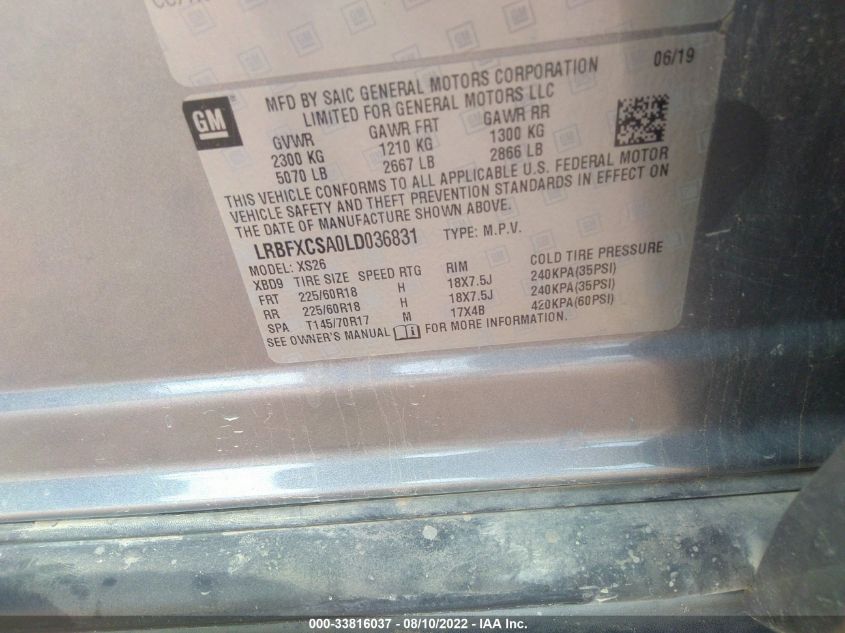 06/19
GM
MFD BY SAIC GENERAL MOTORS CORPORATION
LIMITED FOR GENERAL MOTORS LLC
GVWR GAWR FRT GAWR RR
2300 KG 1210 KG 1300 KG
5070 LB 2667 LB 2866 LB
THIS VEHICLE CONFORMS TO ALL APPLICABLE U.S. FEDERAL MOTOR
VEHICLE SAFETY AND THEFT PREVENTION STANDARDS IN EFFECT ON
THE DATE OF MANUFACTURE SHOWN ABOVE.
LRBFXCSA0LD036831 TYPE: M.P.V.
MODEL: XS26
XBD9 TIRE SIZE SPEED RTG RIM COLD TIRE PRESSURE
FRT 225/60R18 H 18X7.5J 240KPA(35PSI)
RR 225/60R18 H 18X7.5J 240KPA(35PSI)
SPA T145/70R17 M 17X4B 420KPA(60PSI)
SEE OWNER'S MANUAL FOR MORE INFORMATION.
000-33816037 - 08/10/2022 - IAA Inc.